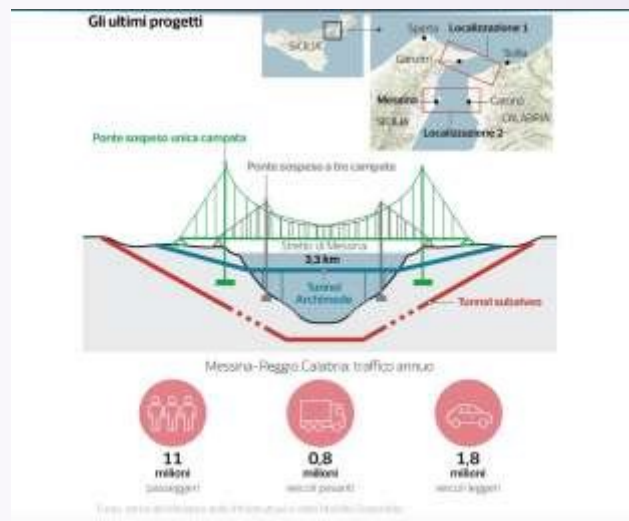 Gli ultimi progetti
SICILIA
Localizzazione 1
Ganzirri
Scilla
Messina
Catona
SICILIA
CALABRIA
Localizzazione 2
Ponte sospeso unica campata
Ponte sospeso a tre campate
Stretto di Messina
3,3 km
Tunnel
Archimede
Tunnel subalveo
Messina-Reggio Calabria: traffico annuo
11
milioni
passeggeri
0,8
milioni
veicoli pesanti
1,8
milioni
veicoli leggeri